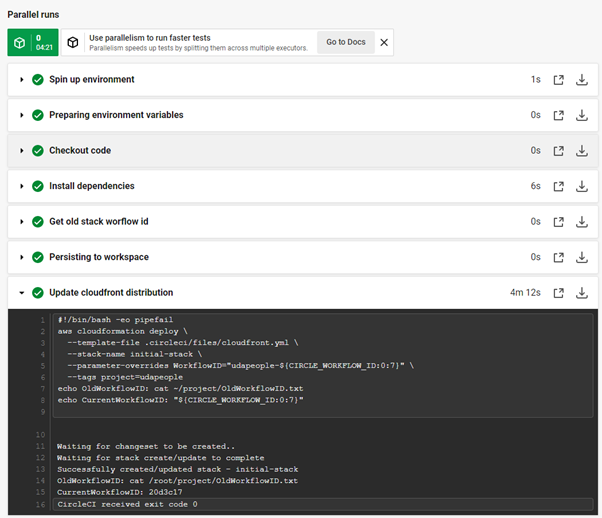 Parallel runs
0
04:21
Use parallelism to run faster tests
Parallelism speeds up tests by splitting them across multiple executors.
Go to Docs
Spin up environment 1s
Preparing environment variables 0s
Checkout code 0s
Install dependencies 6s
Get old stack worflow id 0s
Persisting to workspace 0s
Update cloudfront distribution 4m 12s
1 #!/bin/bash -eo pipefail
2 aws cloudformation deploy \
3 --template-file .circleci/files/cloudfront.yml \
4 --stack-name initial-stack \
5 --parameter-overrides WorkflowID="udapeople-${CIRCLE_WORKFLOW_ID:0:7}" \
6 --tags project=udapeople
7 echo OldWorkflowID: cat ~/project/OldWorkflowID.txt
8 echo CurrentWorkflowID: "${CIRCLE_WORKFLOW_ID:0:7}"
9
10
11 Waiting for changeset to be created..
12 Waiting for stack create/update to complete
13 Successfully created/updated stack - initial-stack
14 OldWorkflowID: cat /root/project/OldWorkflowID.txt
15 CurrentWorkflowID: 20d3c17
16 CircleCI received exit code 0